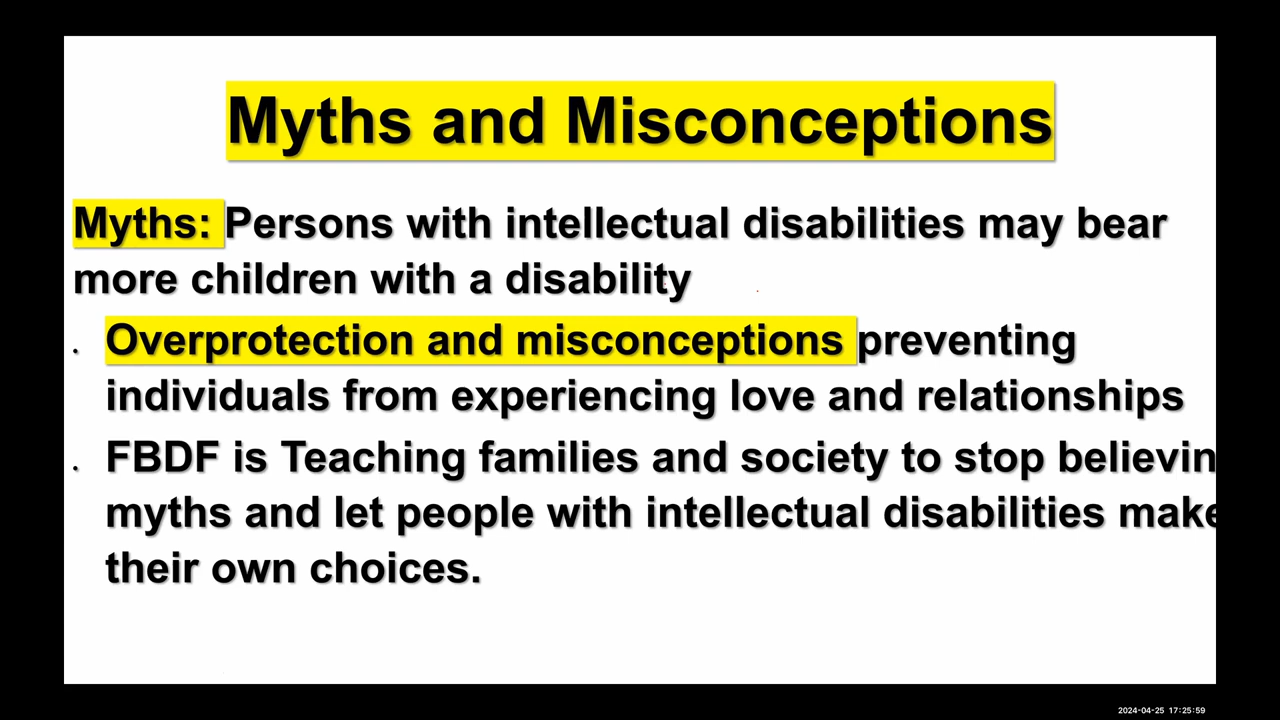 Myths and Misconceptions
Myths: Persons with intellectual disabilities may bear
more children with a disability
. Overprotection and misconceptions preventing
individuals from experiencing love and relationships
. FBDF is Teaching families and society to stop believin
myths and let people with intellectual disabilities make
their own choices.
2024-04-25 17:25:59